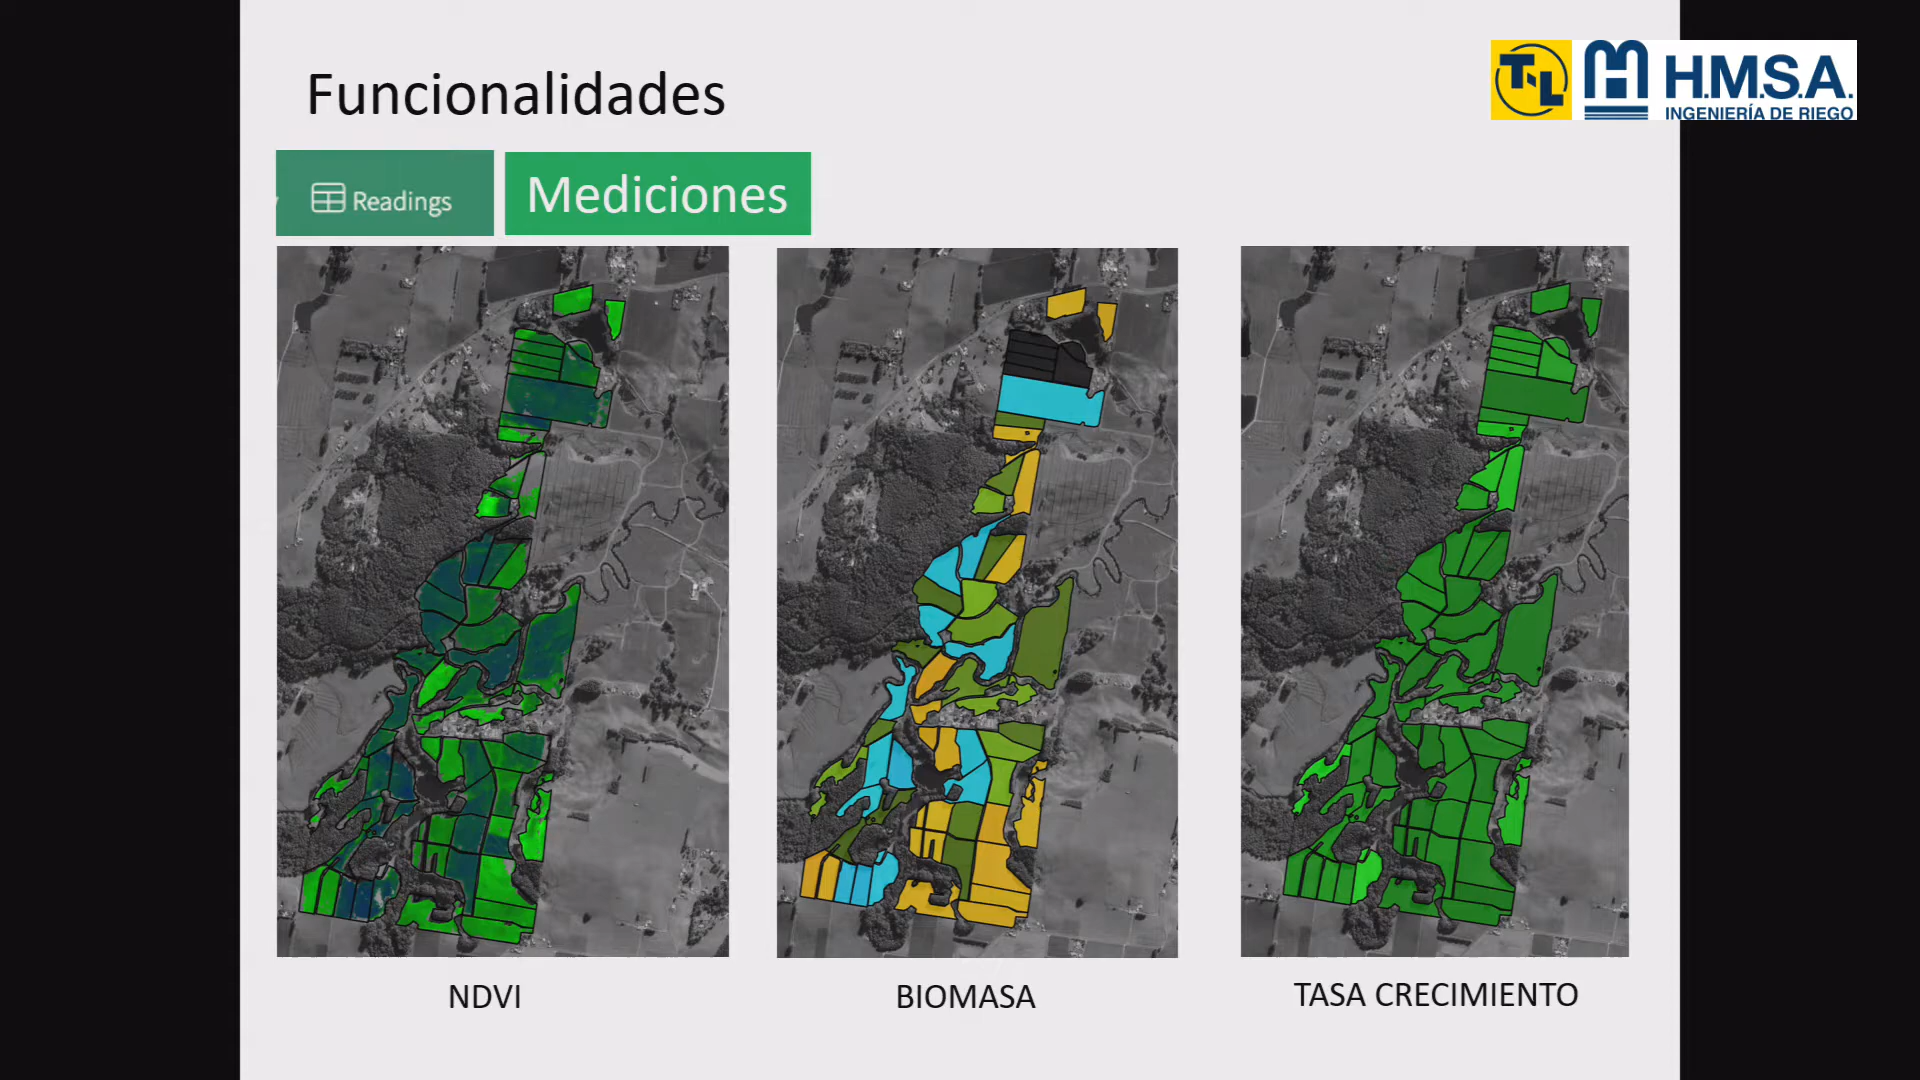 Funcionalidades
T-L
H.M.S.A.
INGENIERÍA DE RIEGO
Readings
Mediciones
NDVI
BIOMASA
TASA CRECIMIENTO